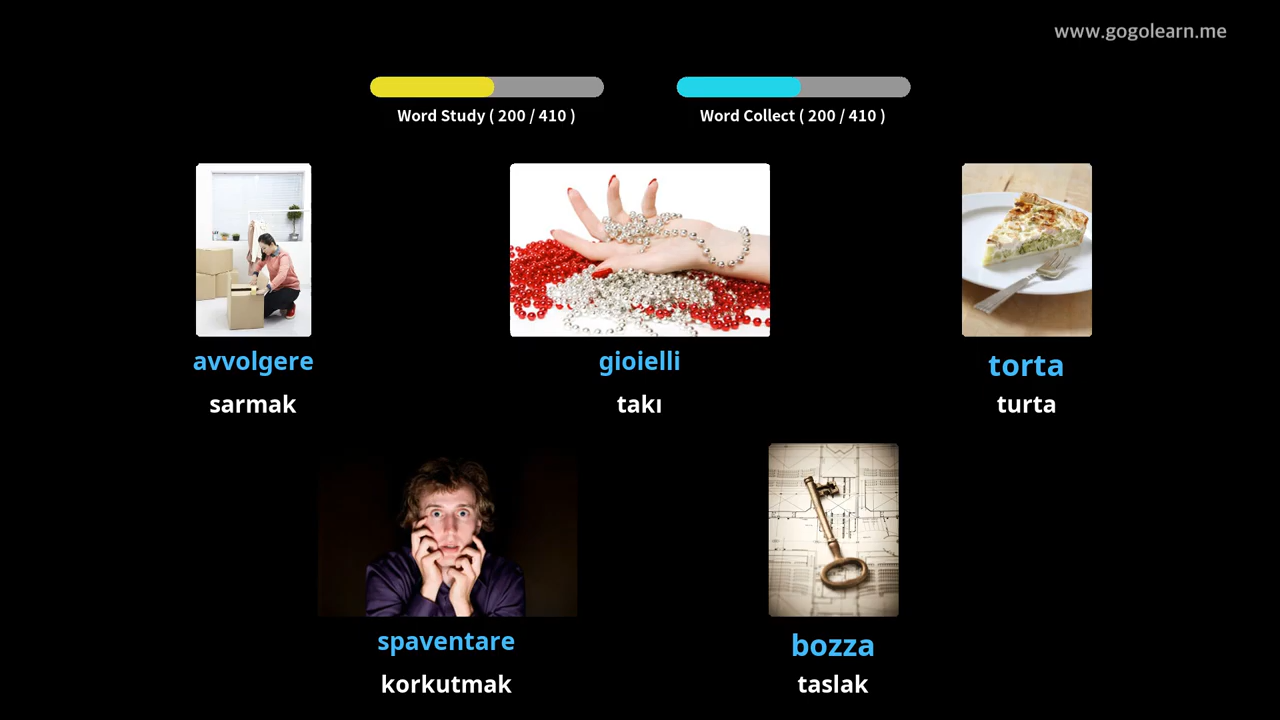 www.gogolearn.me
Word Study ( 200 / 410 )
Word Collect ( 200 / 410 )
avvolgere
sarmak
gioielli
takı
torta
turta
spaventare
korkutmak
bozza
taslak